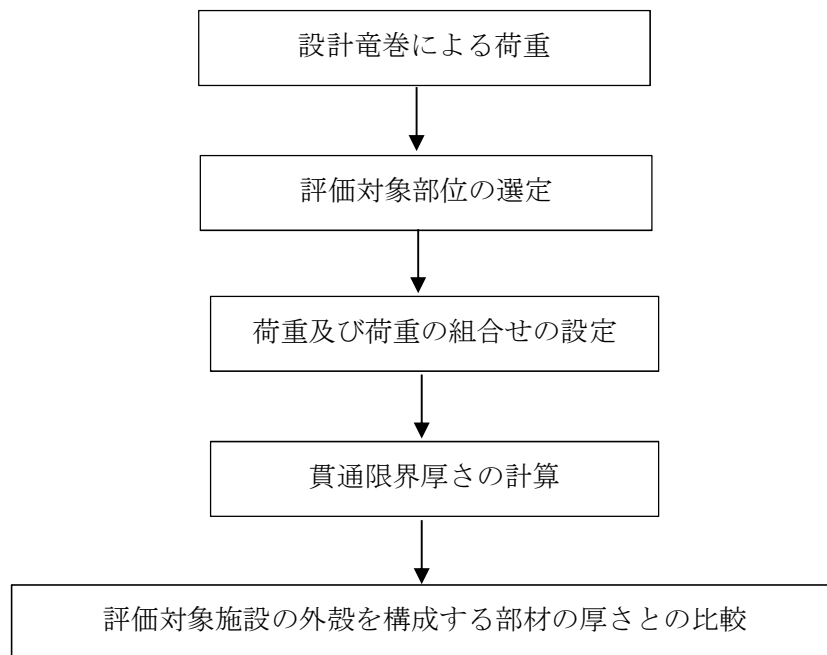 設計竜巻による荷重
評価対象部位の選定
荷重及び荷重の組合せの設定
貫通限界厚さの計算
評価対象施設の外殻を構成する部材の厚さとの比較